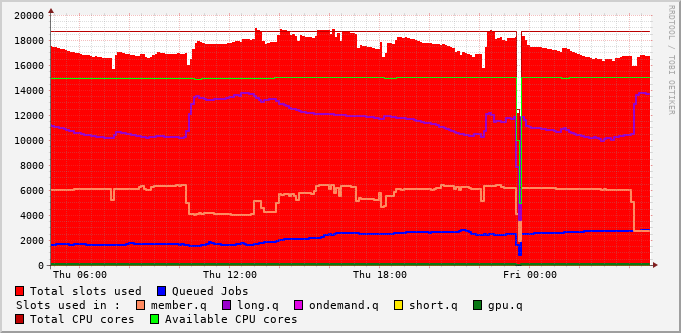 20000
18000
16000
14000
12000
10000
8000
6000
4000
2000
0
Thu 06:00 Thu 12:00 Thu 18:00 Fri 00:00
RRDTOOL / TOBI OETIKER
Total slots used Queued Jobs
Slots used in : member.q long.q ondemand.q short.q gpu.q
Total CPU cores Available CPU cores